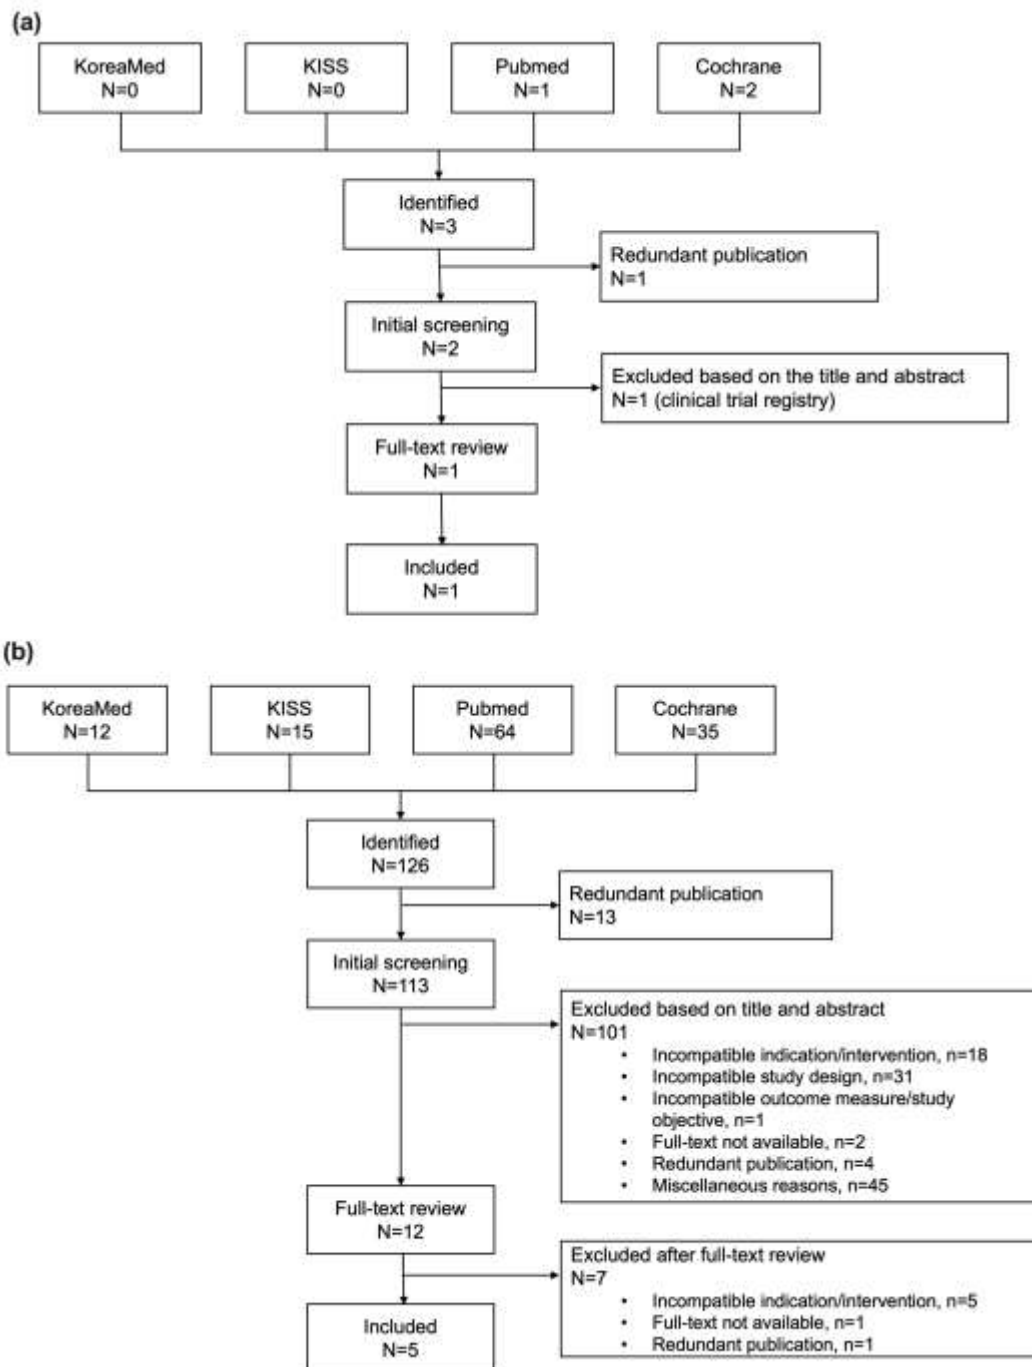 (a)
KoreaMed
N=0
KISS
N=0
Pubmed
N=1
Cochrane
N=2
Identified
N=3
Redundant publication
N=1
Initial screening
N=2
Excluded based on the title and abstract
N=1 (clinical trial registry)
Full-text review
N=1
Included
N=1
(b)
KoreaMed
N=12
KISS
N=15
Pubmed
N=64
Cochrane
N=35
Identified
N=126
Redundant publication
N=13
Initial screening
N=113
Excluded based on title and abstract
N=101
• Incompatible indication/intervention, n=18
• Incompatible study design, n=31
• Incompatible outcome measure/study
objective, n=1
• Full-text not available, n=2
• Redundant publication, n=4
• Miscellaneous reasons, n=45
Full-text review
N=12
Excluded after full-text review
N=7
• Incompatible indication/intervention, n=5
• Full-text not available, n=1
• Redundant publication, n=1
Included
N=5